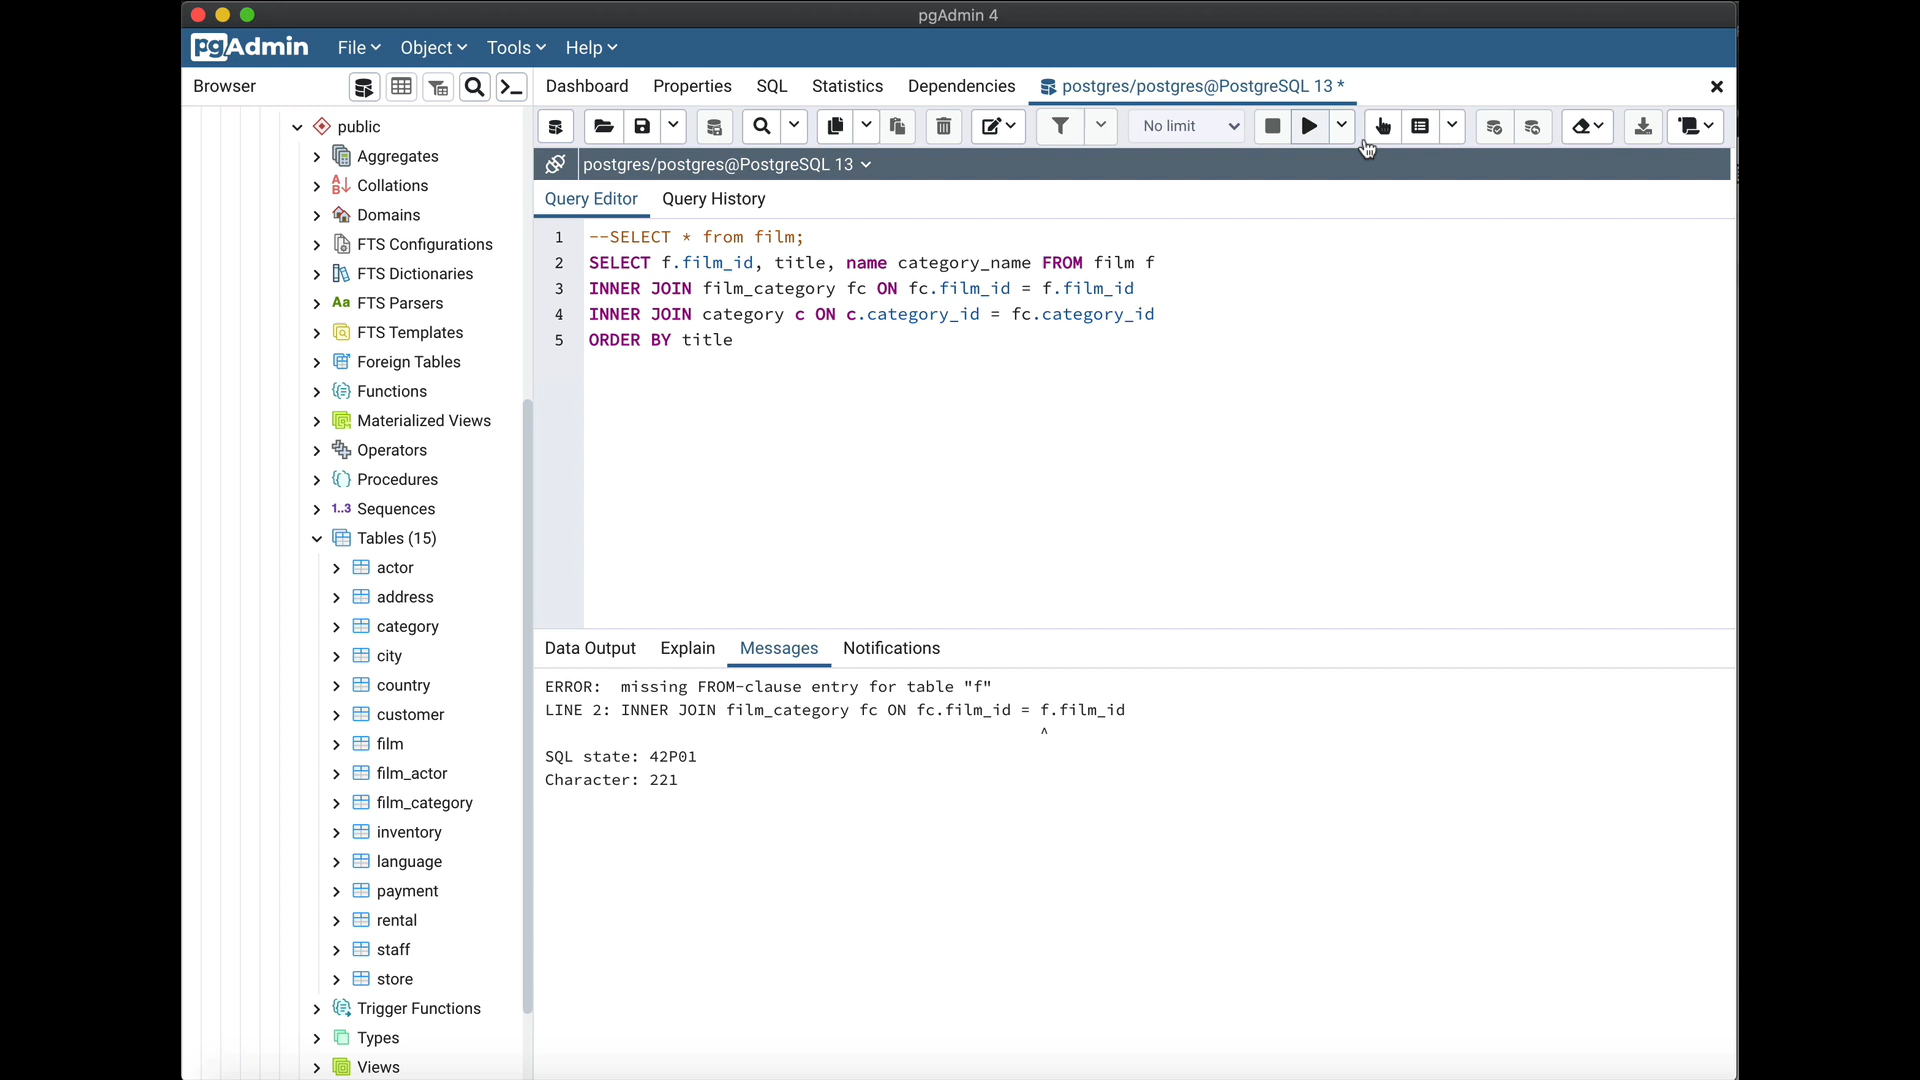 pgAdmin 4
pgAdmin File Object Tools Help
Browser
Dashboard Properties SQL Statistics Dependencies postgres/postgres@PostgreSQL 13 *
No limit
postgres/postgres@PostgreSQL 13
Query Editor Query History
public
Aggregates
Collations
Domains
FTS Configurations
FTS Dictionaries
Aa FTS Parsers
FTS Templates
Foreign Tables
Functions
Materialized Views
Operators
Procedures
1..3 Sequences
Tables (15)
actor
address
category
city
country
customer
film
film_actor
film_category
inventory
language
payment
rental
staff
store
Trigger Functions
Types
Views
1 --SELECT * from film;
2 SELECT f.film_id, title, name category_name FROM film f
3 INNER JOIN film_category fc ON fc.film_id = f.film_id
4 INNER JOIN category c ON c.category_id = fc.category_id
5 ORDER BY title
Data Output Explain Messages Notifications
ERROR:  missing FROM-clause entry for table "f"
LINE 2: INNER JOIN film_category fc ON fc.film_id = f.film_id
^
SQL state: 42P01
Character: 221